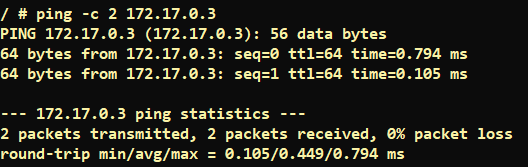 / # ping -c 2 172.17.0.3
PING 172.17.0.3 (172.17.0.3): 56 data bytes
64 bytes from 172.17.0.3: seq=0 ttl=64 time=0.794 ms
64 bytes from 172.17.0.3: seq=1 ttl=64 time=0.105 ms

--- 172.17.0.3 ping statistics ---
2 packets transmitted, 2 packets received, 0% packet loss
round-trip min/avg/max = 0.105/0.449/0.794 ms